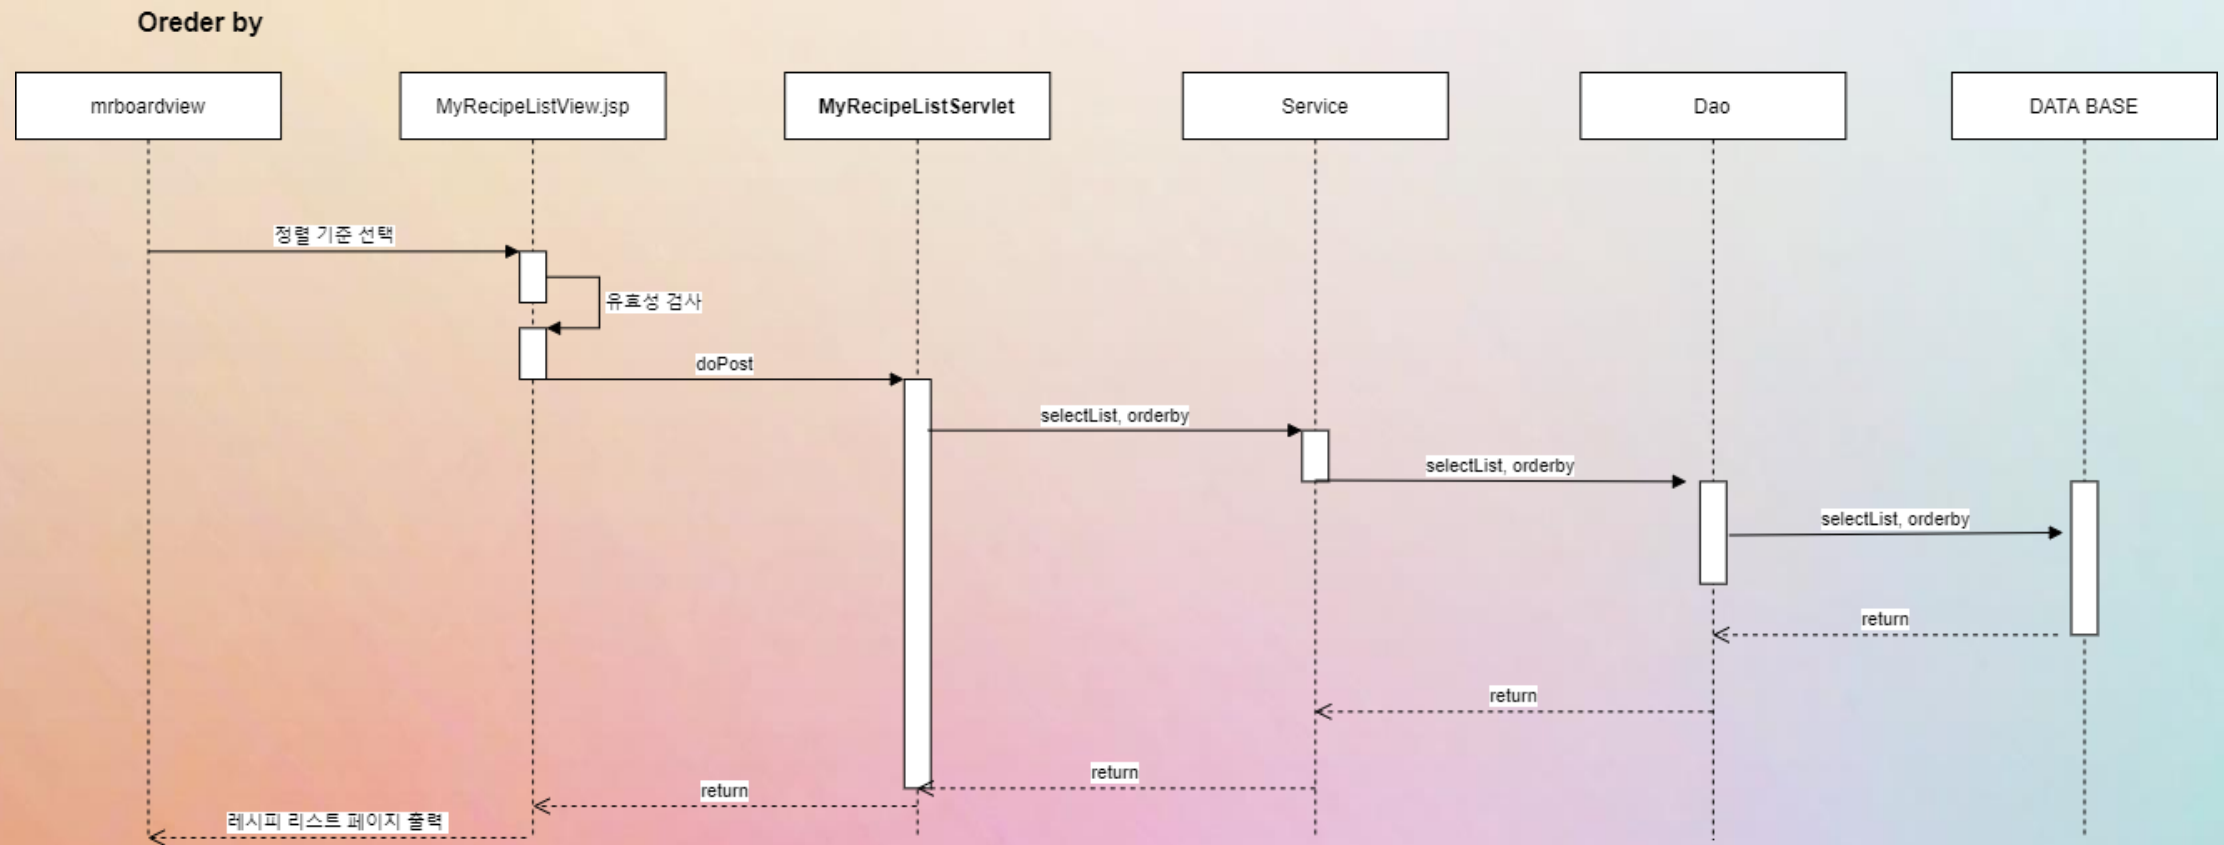 Oreder by
mrboardview
MyRecipeListView.jsp
MyRecipeListServlet
Service
Dao
DATA BASE
정렬 기준 선택
유효성 검사
doPost
selectList, orderby
selectList, orderby
selectList, orderby
return
return
return
return
레시피 리스트 페이지 출력